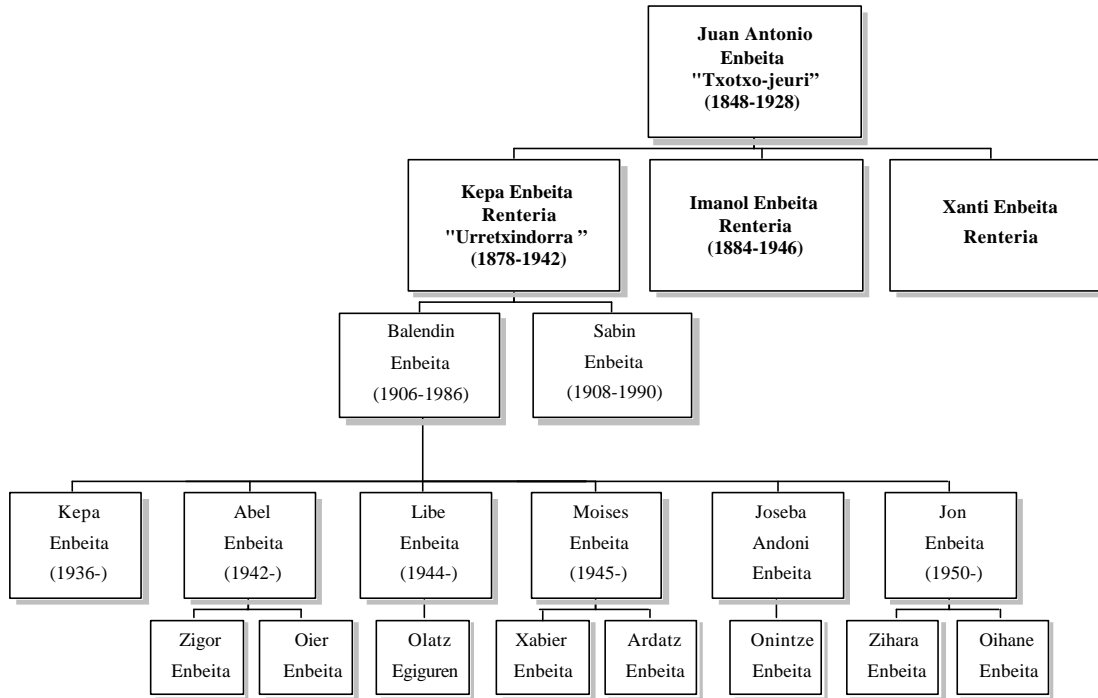 Juan Antonio
Enbeita
"Txotxo-jeuri”
(1848-1928)
Kepa Enbeita
Renteria
"Urretxindorra ”
(1878-1942)
Imanol Enbeita
Renteria
(1884-1946)
Xanti Enbeita
Renteria
Balendin
Enbeita
(1906-1986)
Sabin
Enbeita
(1908-1990)
Kepa
Enbeita
(1936-)
Abel
Enbeita
(1942-)
Libe
Enbeita
(1944-)
Moises
Enbeita
(1945-)
Joseba
Andoni
Enbeita
Jon
Enbeita
(1950-)
Zigor
Enbeita
Oier
Enbeita
Olatz
Egiguren
Xabier
Enbeita
Ardatz
Enbeita
Onintze
Enbeita
Zihara
Enbeita
Oihane
Enbeita